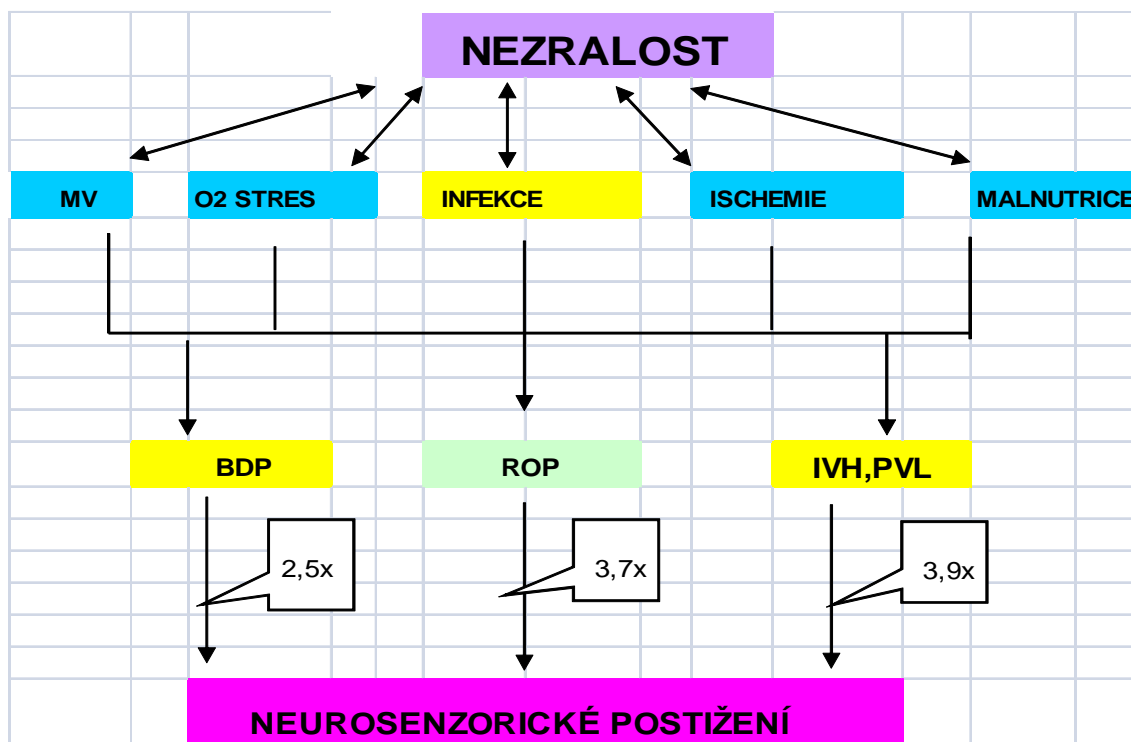 NEZRALOST
MV
O2 STRES
INFEKCE
ISCHEMIE
MALNUTRICE
BDP
ROP
IVH,PVL
2,5x
3,7x
3,9x
NEUROSENZORICKÉ POSTIŽENÍ